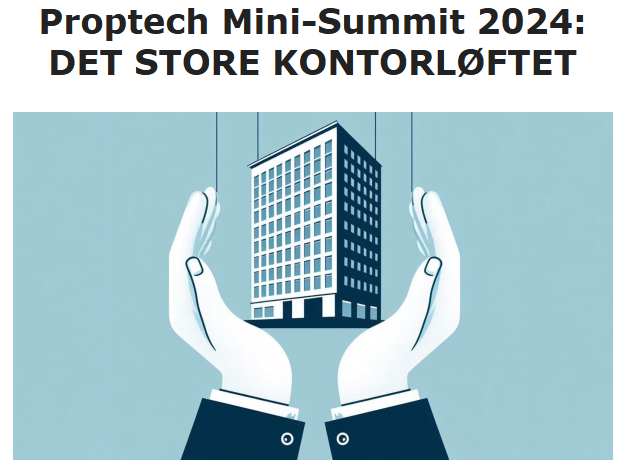 Proptech Mini-Summit 2024:
DET STORE KONTORLØFTET